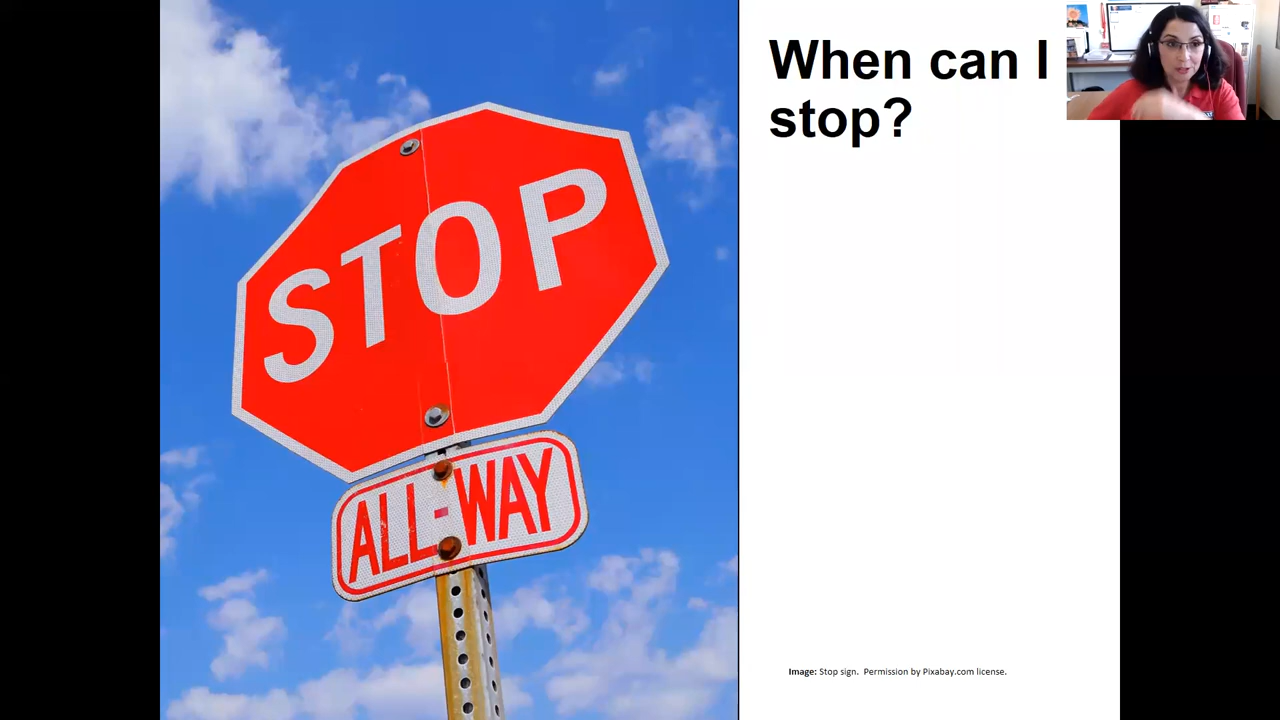 STOP
ALL-WAY
When can I
stop?
Image: Stop sign. Permission by Pixabay.com license.